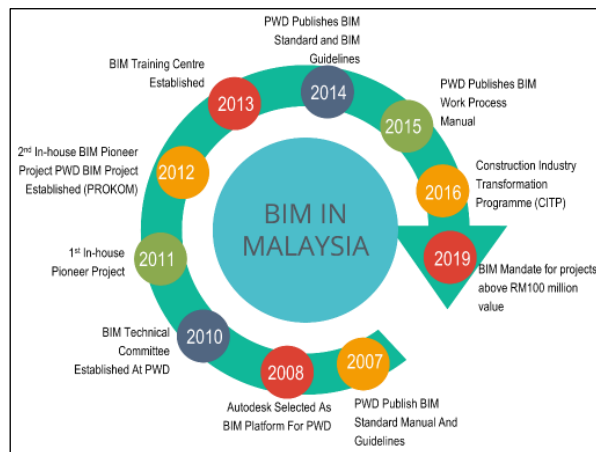 PWD Publishes BIM
Standard and BIM
Guidelines
2014
BIM Training Centre
Established
2013
PWD Publishes BIM
Work Process
Manual
2015
2nd In-house BIM Pioneer
Project PWD BIM Project
Established (PROKOM)
2012
Construction Industry
Transformation
Programme (CITP)
2016
BIM IN
MALAYSIA
1st In-house
Pioneer Project
2011
2019
BIM Mandate for projects
above RM100 million
value
BIM Technical
Committee
Established At PWD
2010
2008
Autodesk Selected As
BIM Platform For PWD
2007
PWD Publish BIM
Standard Manual And
Guidelines